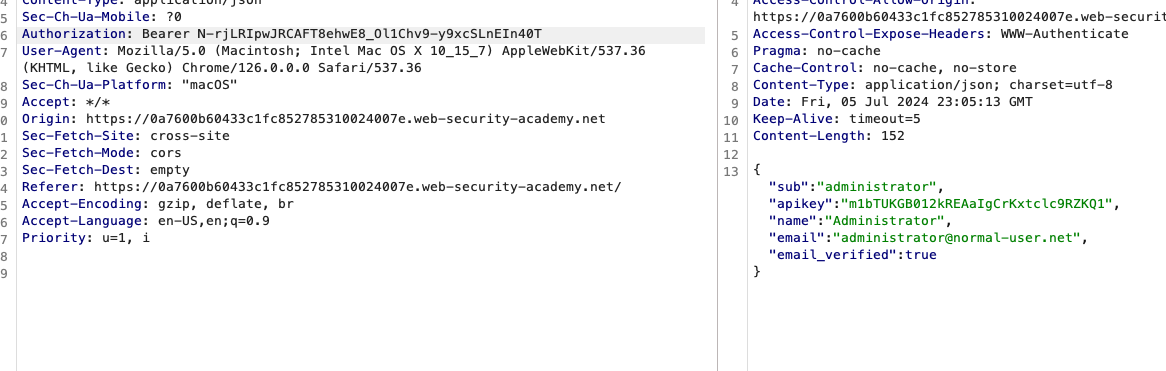 4 Content-Type: application/json
5 Sec-Ch-Ua-Mobile: ?0
6 Authorization: Bearer N-rjLRIpwJRCAFT8ehwE8_Ol1Chv9-y9xcSLnEIn40T
7 User-Agent: Mozilla/5.0 (Macintosh; Intel Mac OS X 10_15_7) AppleWebKit/537.36
(KHTML, like Gecko) Chrome/126.0.0.0 Safari/537.36
8 Sec-Ch-Ua-Platform: "macOS"
9 Accept: */*
0 Origin: https://0a7600b60433c1fc852785310024007e.web-security-academy.net
1 Sec-Fetch-Site: cross-site
2 Sec-Fetch-Mode: cors
3 Sec-Fetch-Dest: empty
4 Referer: https://0a7600b60433c1fc852785310024007e.web-security-academy.net/
5 Accept-Encoding: gzip, deflate, br
6 Accept-Language: en-US,en;q=0.9
7 Priority: u=1, i
8
9
4 Access-Control-Allow-Origin:
https://0a7600b60433c1fc852785310024007e.web-securit
5 Access-Control-Expose-Headers: WWW-Authenticate
6 Pragma: no-cache
7 Cache-Control: no-cache, no-store
8 Content-Type: application/json; charset=utf-8
9 Date: Fri, 05 Jul 2024 23:05:13 GMT
10 Keep-Alive: timeout=5
11 Content-Length: 152
12
13 {
"sub":"administrator",
"apikey":"m1bTUKGB012kREAaIgCrKxtclc9RZKQ1",
"name":"Administrator",
"email":"administrator@normal-user.net",
"email_verified":true
}